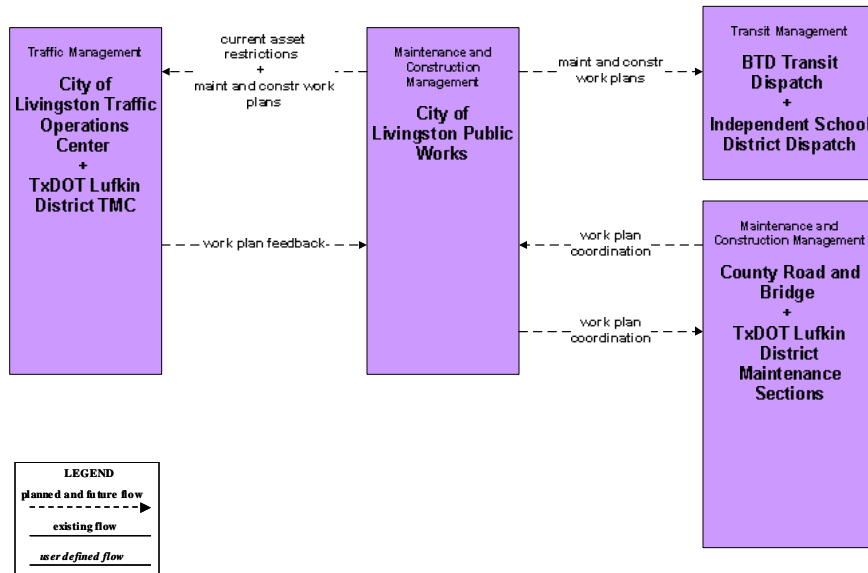 Traffic Management
City of
Livingston Traffic
Operations
Center
+
TxDOT Lufkin
District TMC
current asset
restrictions
+
maint and constr work
plans
work plan feedback
Maintenance and
Construction
Management
City of
Livingston Public
Works
maint and constr
work plans
work plan
coordination
work plan
coordination
Transit Management
BTD Transit
Dispatch
+
Independent School
District Dispatch
Maintenance and
Construction Management
County Road and
Bridge
+
TxDOT Lufkin
District
Maintenance
Sections
LEGEND
planned and future flow
existing flow
user defined flow